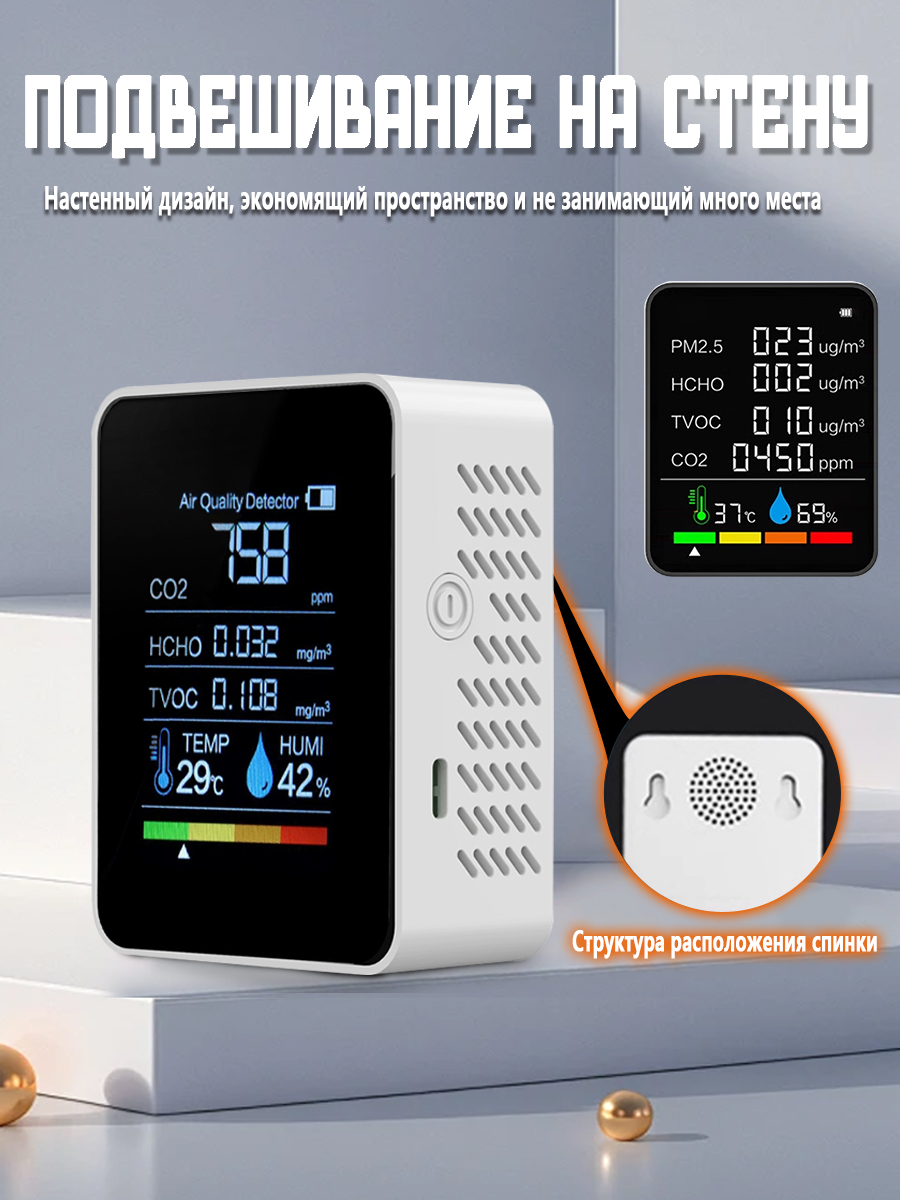 ПОДВЕШИВАНИЕ НА СТЕНУ
Настенный дизайн, экономящий пространство и не занимающий много места
PM2.5 023 ug/m³
HCHO 002 ug/m³
TVOC 010 ug/m³
CO2 0450 ppm
37℃ 69%
Air Quality Detector
758
CO2 ppm
HCHO 0.032 mg/m³
TVOC 0.108 mg/m³
TEMP HUMI
29℃ 42%
Структура расположения спинки